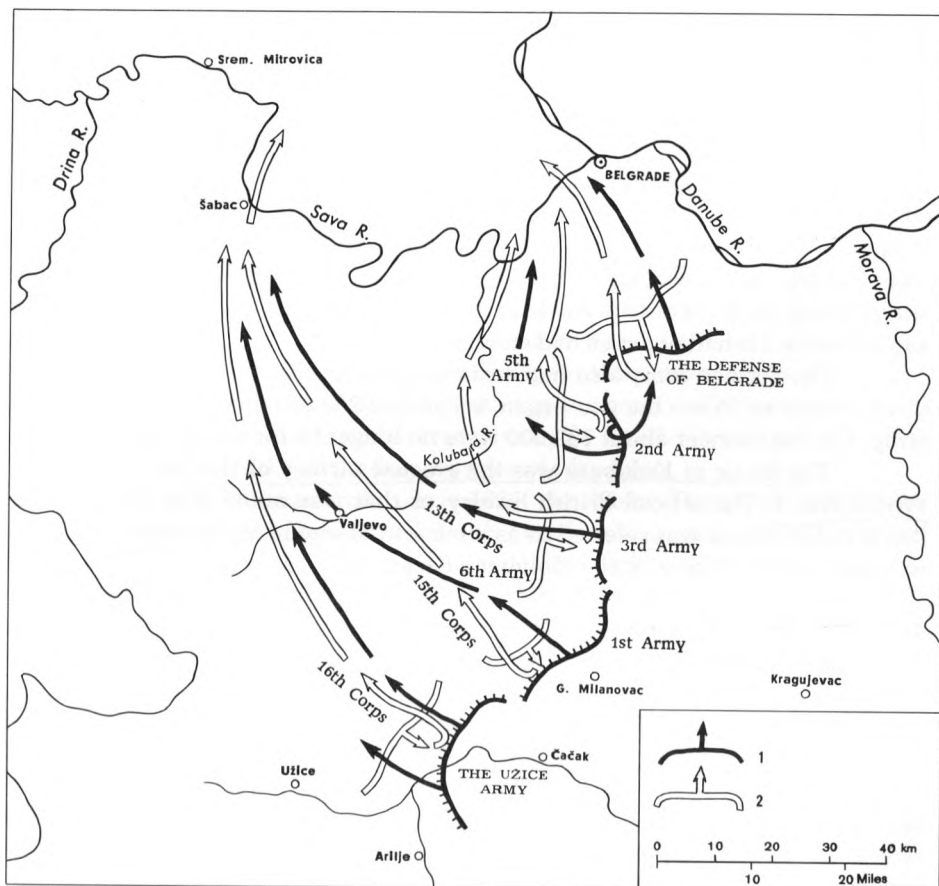 Srem. Mitrovica
Drina R.
BELGRADE
Šabac
Sava R.
Danube R.
Morava R.
5th
Army
THE DEFENSE
OF BELGRADE
Kolubara R.
2nd Army
Valjevo
13th Corps
3rd Army
6th Army
15th Corps
1st Army
G. Milanovac
Kragujevac
16th Corps
Čačak
Užice
THE UŽICE
ARMY
Arilje
1
2
0 10 20 30 40 km
10 20 Miles